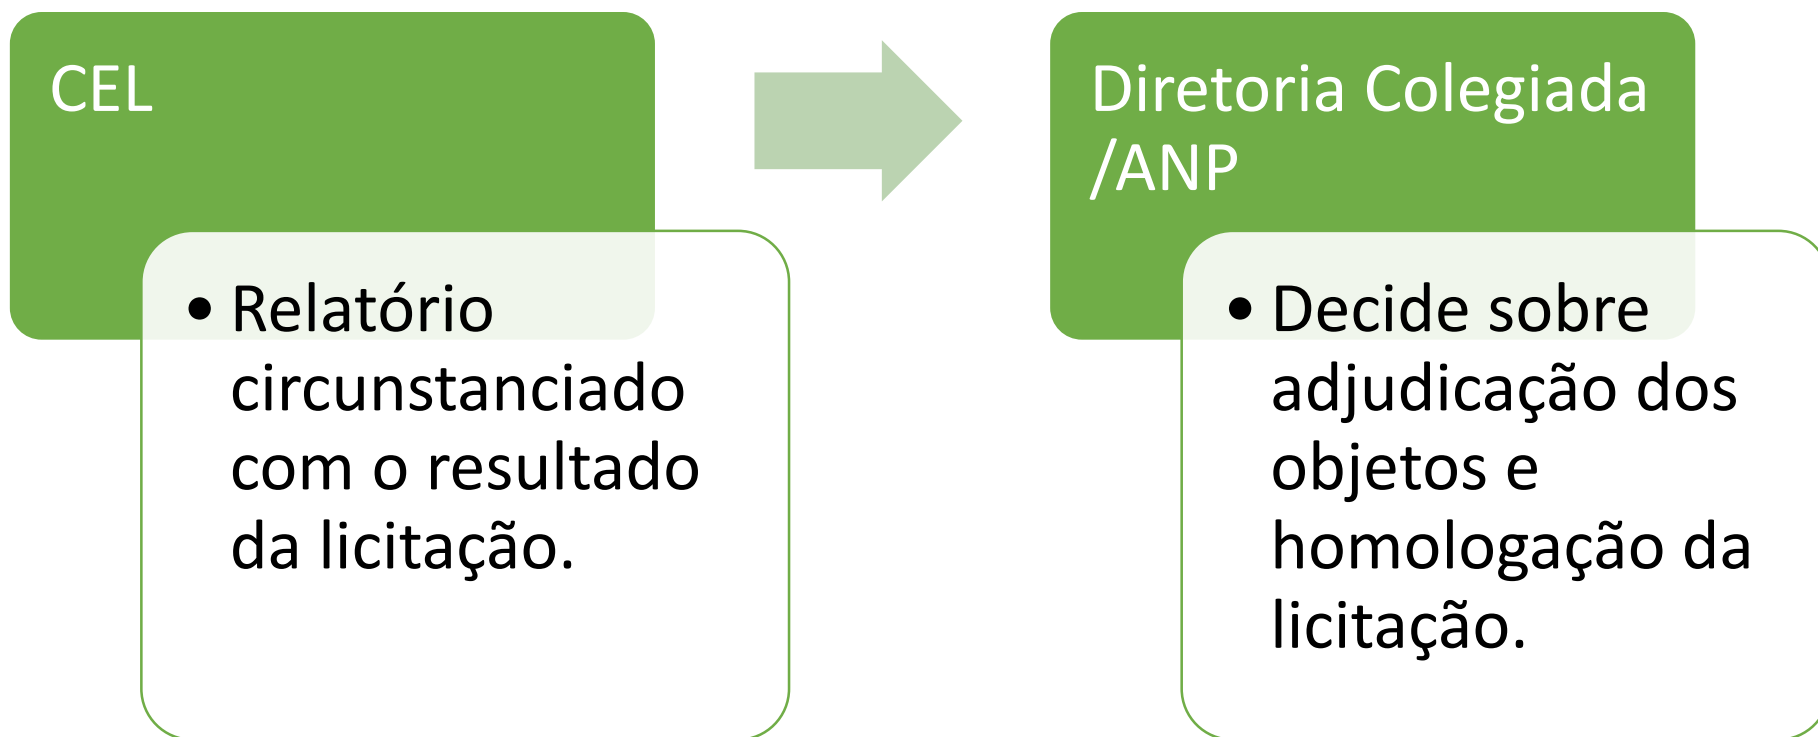 CEL
• Relatório
circunstanciado
com o resultado
da licitação.
Diretoria Colegiada
/ANP
• Decide sobre
adjudicação dos
objetos e
homologação da
licitação.